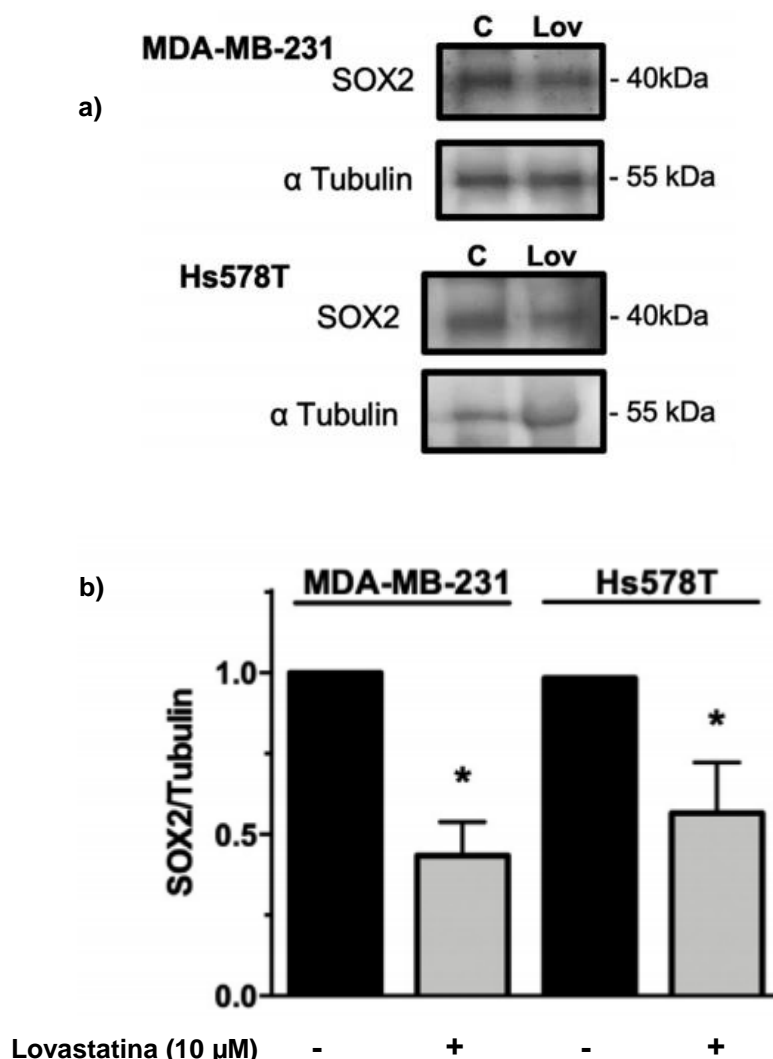 C Lov
MDA-MB-231
SOX2 - 40kDa
a)
α Tubulin - 55 kDa
C Lov
Hs578T
SOX2 - 40kDa
α Tubulin - 55 kDa
b)
MDA-MB-231 Hs578T
SOX2/Tubulin
1.0
0.5
0.0
* *
Lovastatina (10 µM) - + - +